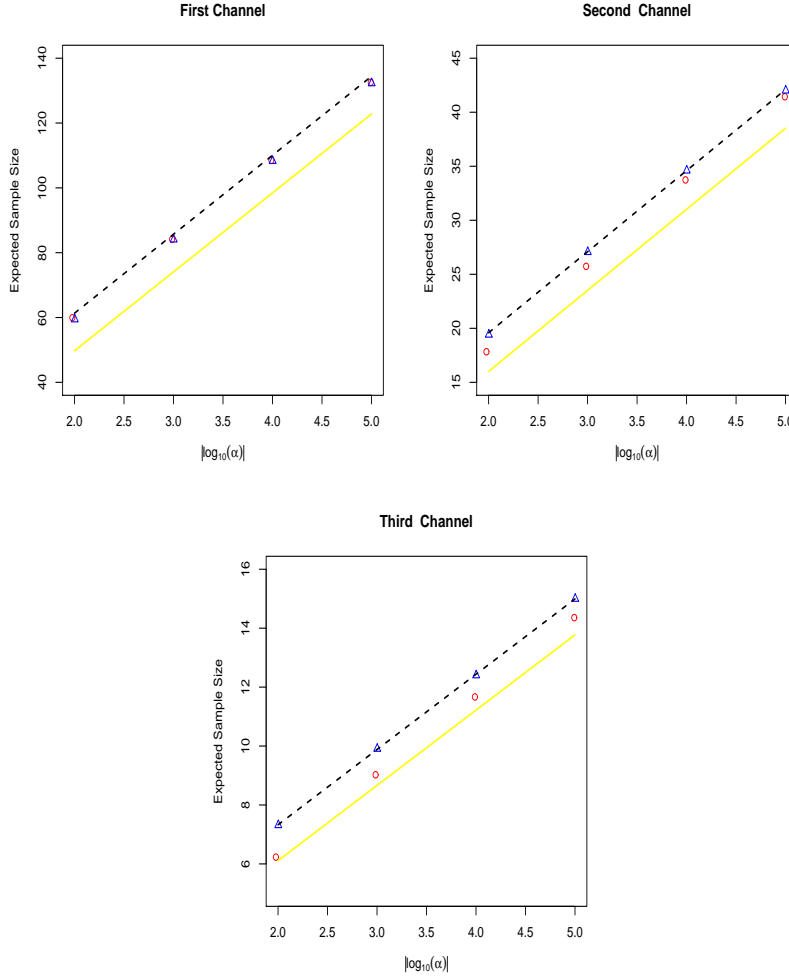 First Channel
Expected Sample Size
140
120
100
80
60
40
2.0 2.5 3.0 3.5 4.0 4.5 5.0
|log10(α)|
Second Channel
Expected Sample Size
45
40
35
30
25
20
15
2.0 2.5 3.0 3.5 4.0 4.5 5.0
|log10(α)|
Third Channel
Expected Sample Size
16
14
12
10
8
6
2.0 2.5 3.0 3.5 4.0 4.5 5.0
|log10(α)|